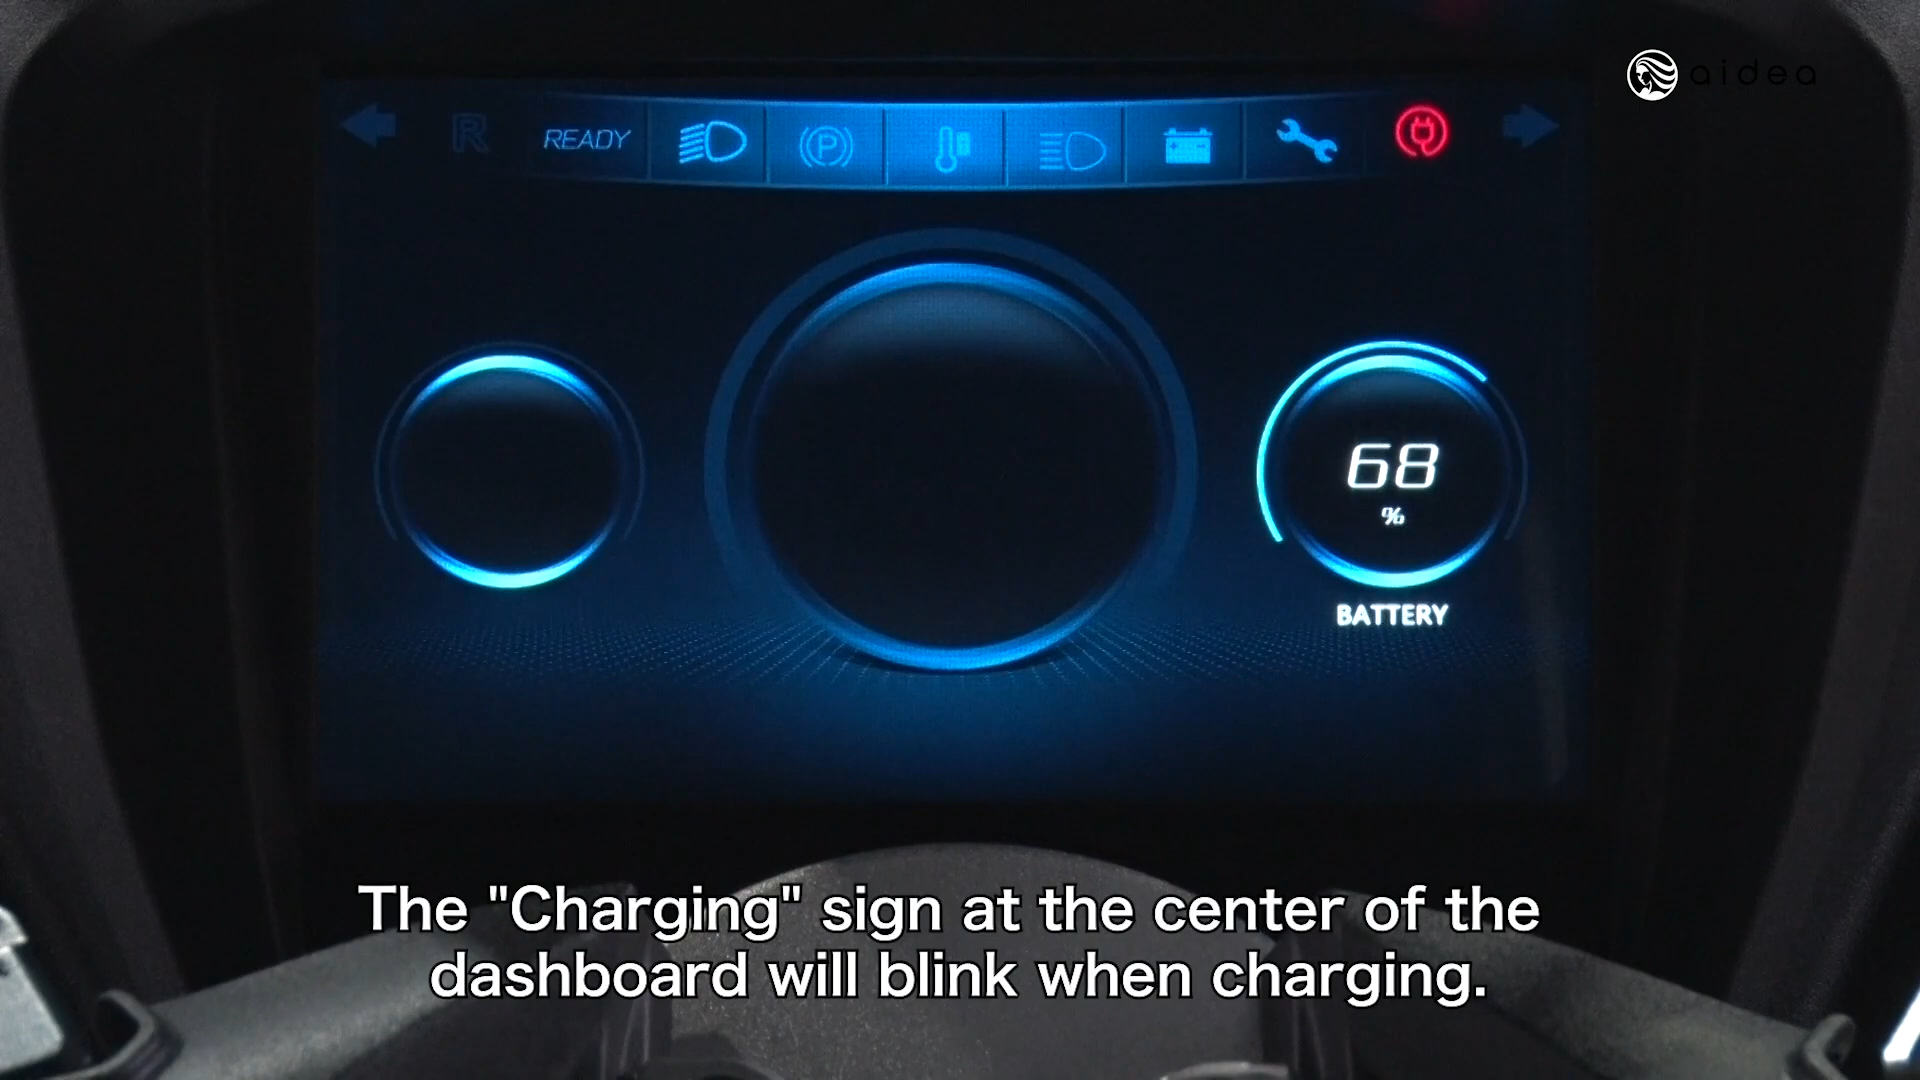 aidea
R
READY
P
68
%
BATTERY
The "Charging" sign at the center of the
dashboard will blink when charging.